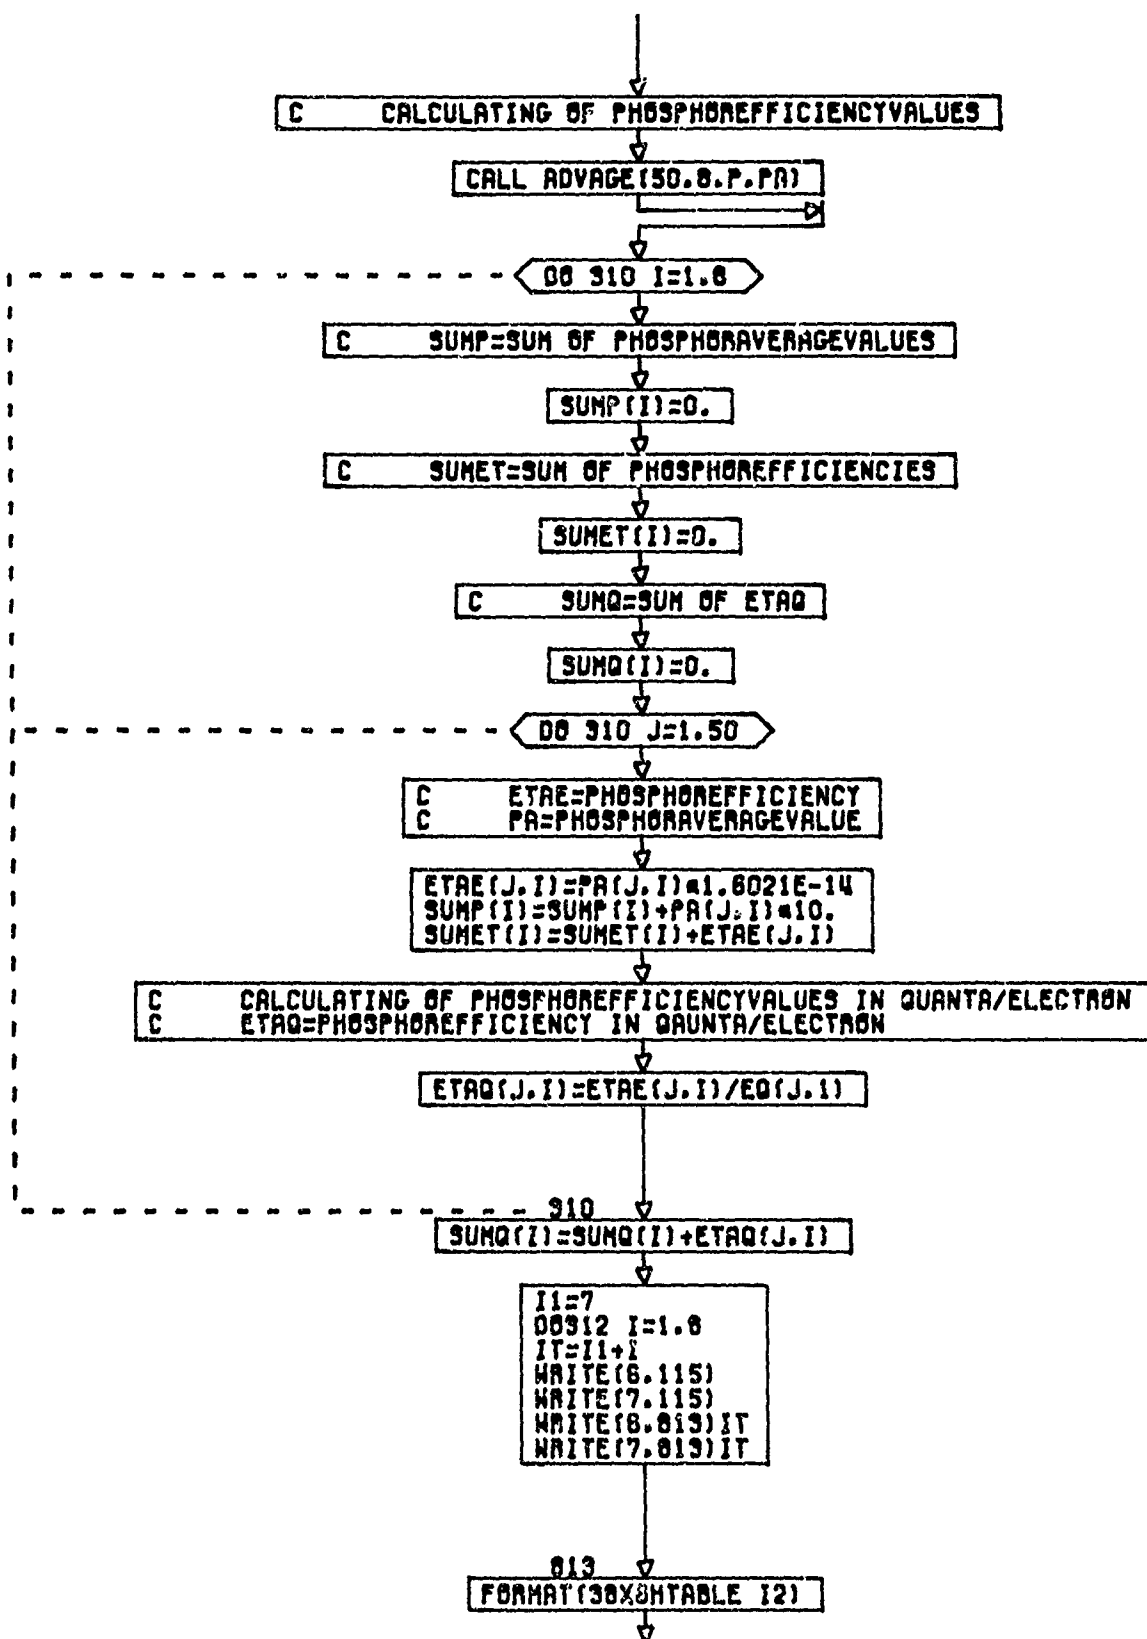 C CALCULATING OF PHOSPHOREFFICIENCYVALUES
CALL ADVAGE(50,8,P,PA)
DO 310 I=1,8
C SUMP=SUM OF PHOSPHORAVERAGEVALUES
SUMP(I)=0.
C SUMET=SUM OF PHOSPHOREFFICIENCIES
SUMET(I)=0.
C SUMQ=SUM OF ETAQ
SUMQ(I)=0.
DO 310 J=1,50
C ETAE=PHOSPHOREFFICIENCY
C PA=PHOSPHORAVERAGEVALUE
ETAE(J,I)=PA(J,I)*1.6021E-14
SUMP(I)=SUMP(I)+PA(J,I)*10.
SUMET(I)=SUMET(I)+ETAE(J,I)
C CALCULATING OF PHOSPHOREFFICIENCYVALUES IN QUANTA/ELECTRON
C ETAQ=PHOSPHOREFFICIENCY IN QAUNTA/ELECTRON
ETAQ(J,I)=ETAE(J,I)/EQ(J,1)
310
SUMQ(I)=SUMQ(I)+ETAQ(J,I)
I1=7
DO312 I=1,8
IT=I1+I
WRITE(6,115)
WRITE(7,115)
WRITE(6,813)IT
WRITE(7,813)IT
813
FORMAT(38X6HTABLE I2)